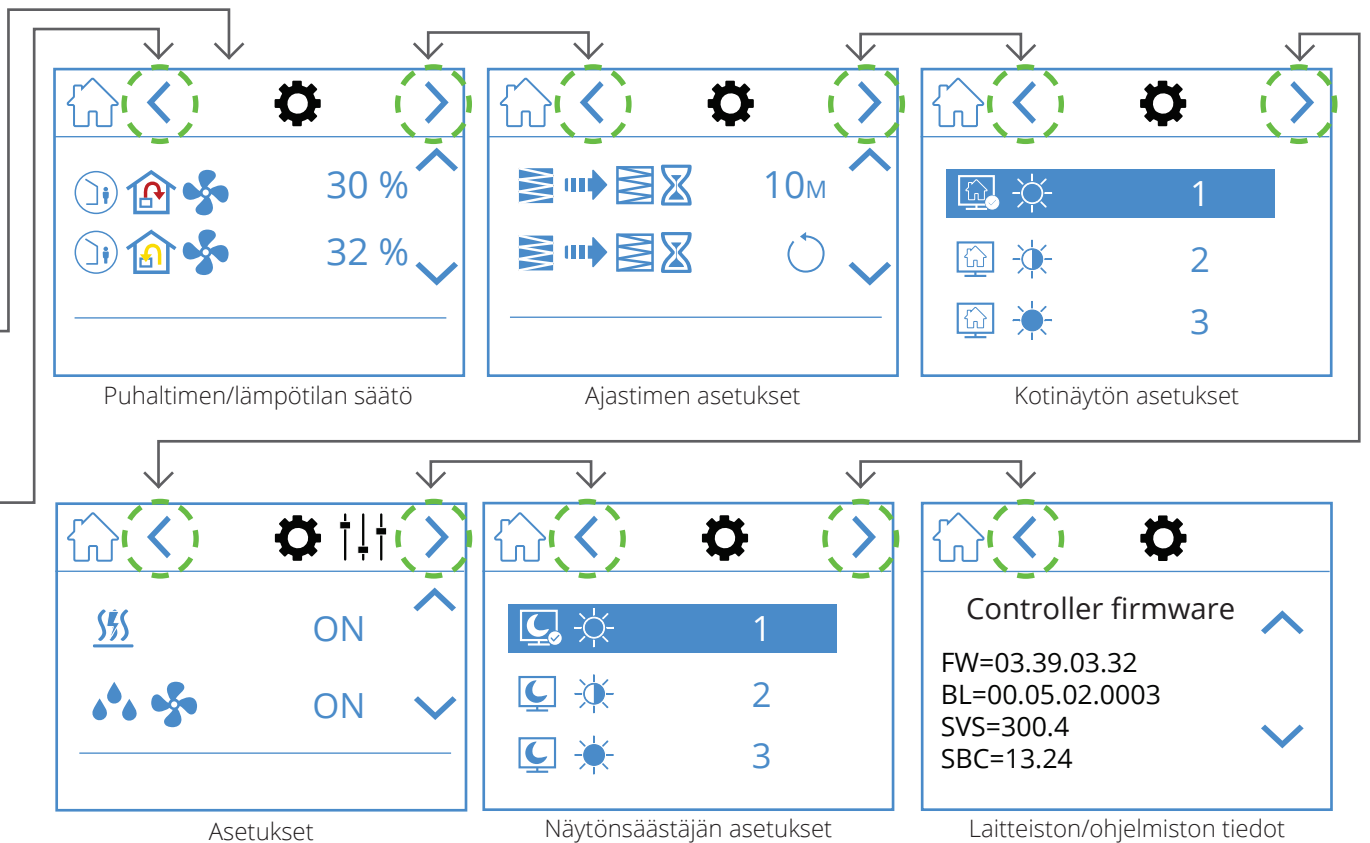 30 %
32 %
Puhaltimen/lämpötilan säätö
10M
Ajastimen asetukset
1
2
3
Kotinäytön asetukset
ON
ON
Asetukset
1
2
3
Näytönsäästäjän asetukset
Controller firmware
FW=03.39.03.32
BL=00.05.02.0003
SVS=300.4
SBC=13.24
Laitteiston/ohjelmiston tiedot